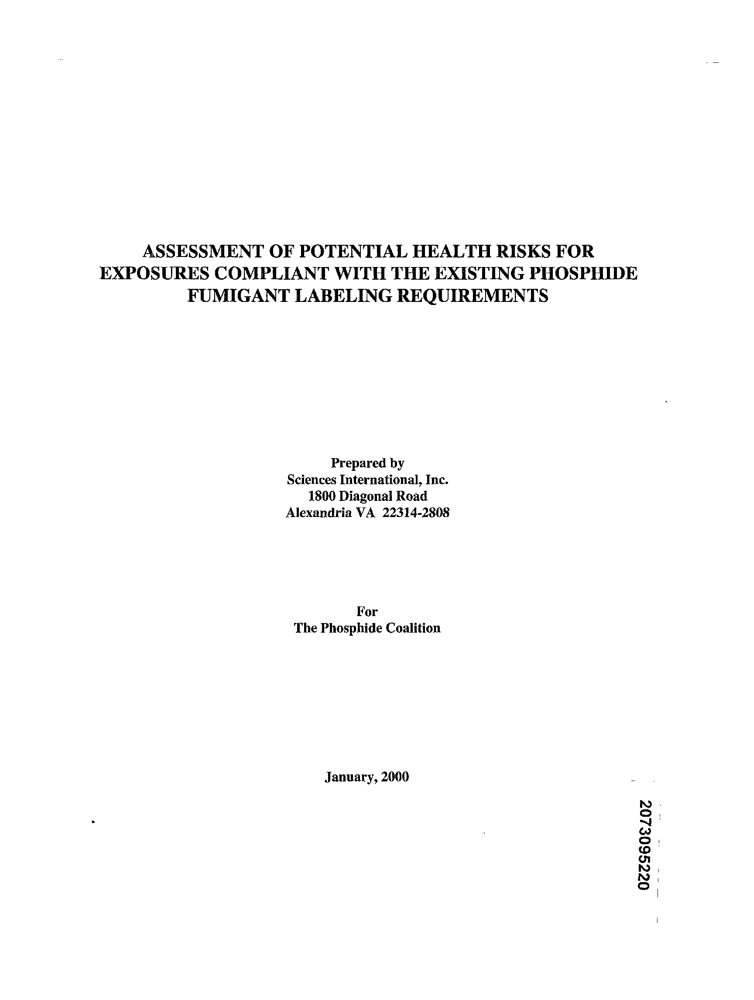 ASSESSMENT OF POTENTIAL HEALTH RISKS FOR
EXPOSURES COMPLIANT WITH THE EXISTING PHOSPHIDE
FUMIGANT LABELING REQUIREMENTS
Prepared by
Sciences International, Inc.
1800 Diagonal Road
Alexandria VA 22314-2808
For
The Phosphide Coalition
January, 2000
2073095220